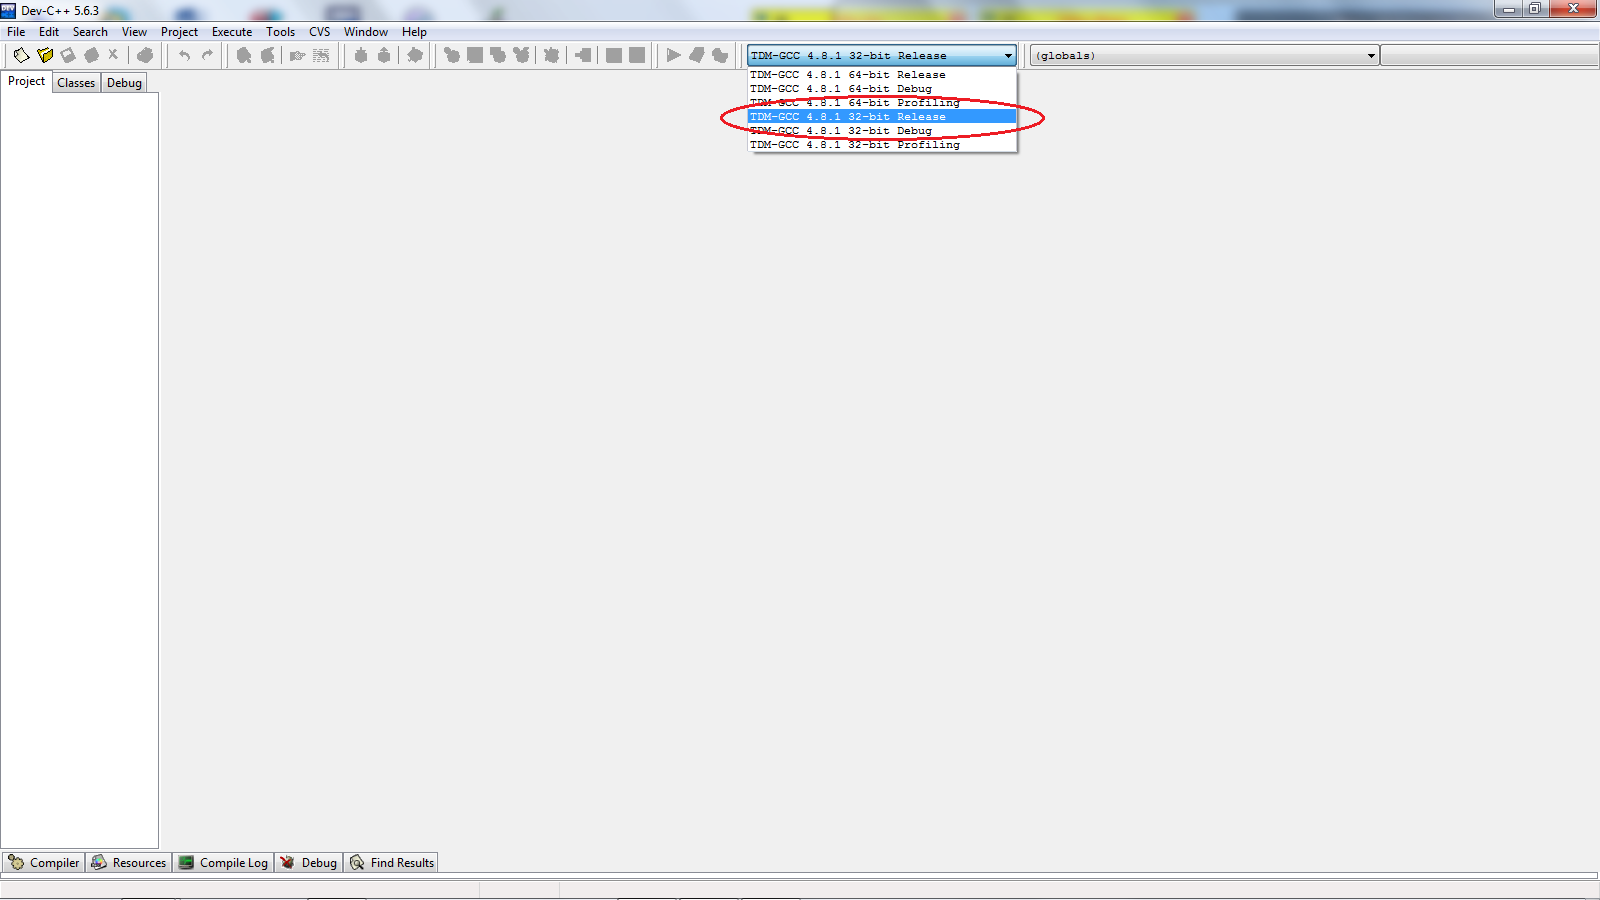 Dev-C++ 5.6.3
File Edit Search View Project Execute Tools CVS Window Help
TDM-GCC 4.8.1 32-bit Release (globals)
Project Classes Debug
TDM-GCC 4.8.1 64-bit Release
TDM-GCC 4.8.1 64-bit Debug
TDM-GCC 4.8.1 64-bit Profiling
TDM-GCC 4.8.1 32-bit Release
TDM-GCC 4.8.1 32-bit Debug
TDM-GCC 4.8.1 32-bit Profiling
Compiler Resources Compile Log Debug Find Results